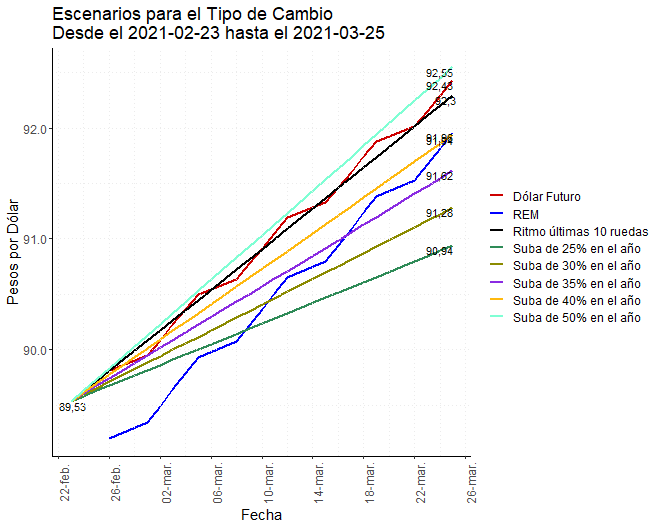 Escenarios para el Tipo de Cambio
Desde el 2021-02-23 hasta el 2021-03-25
Pesos por Dólar
92.0
91.0
90.0
92,55
92,43
92,3
91,94
91,62
91,28
90,94
89,53
22-feb.
26-feb.
02-mar.
06-mar.
10-mar.
14-mar.
18-mar.
22-mar.
26-mar.
Fecha
Dólar Futuro
REM
Ritmo últimas 10 ruedas
Suba de 25% en el año
Suba de 30% en el año
Suba de 35% en el año
Suba de 40% en el año
Suba de 50% en el año